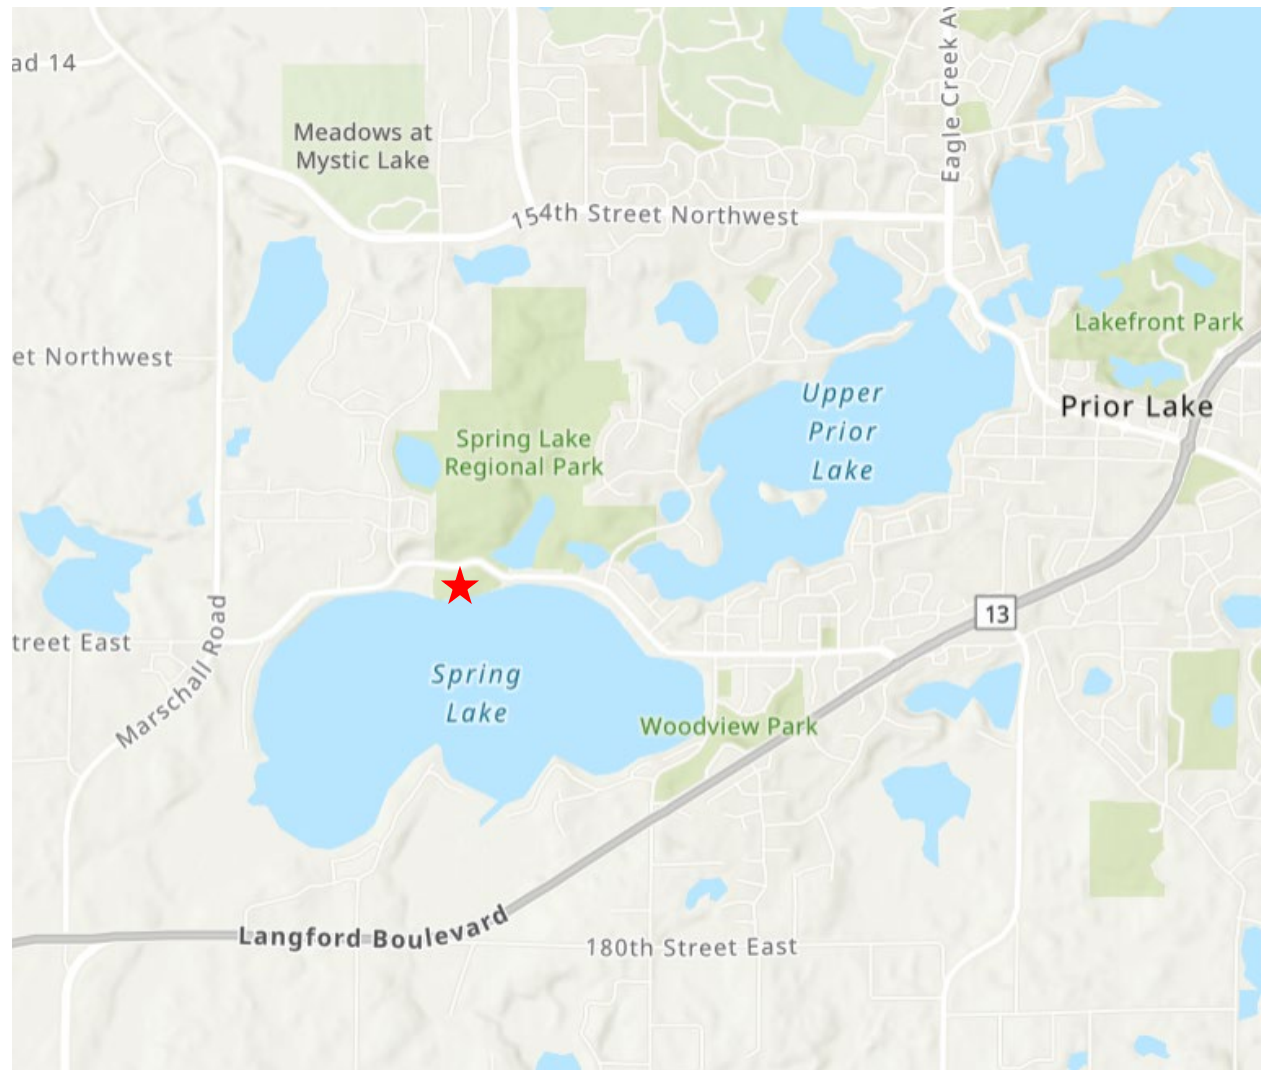 ad 14
Eagle Creek Av
Meadows at
Mystic Lake
154th Street Northwest
Lakefront Park
et Northwest
Upper
Prior
Lake
Prior Lake
Spring Lake
Regional Park
13
treet East
Marschall Road
Spring
Lake
Woodview Park
Langford Boulevard
180th Street East